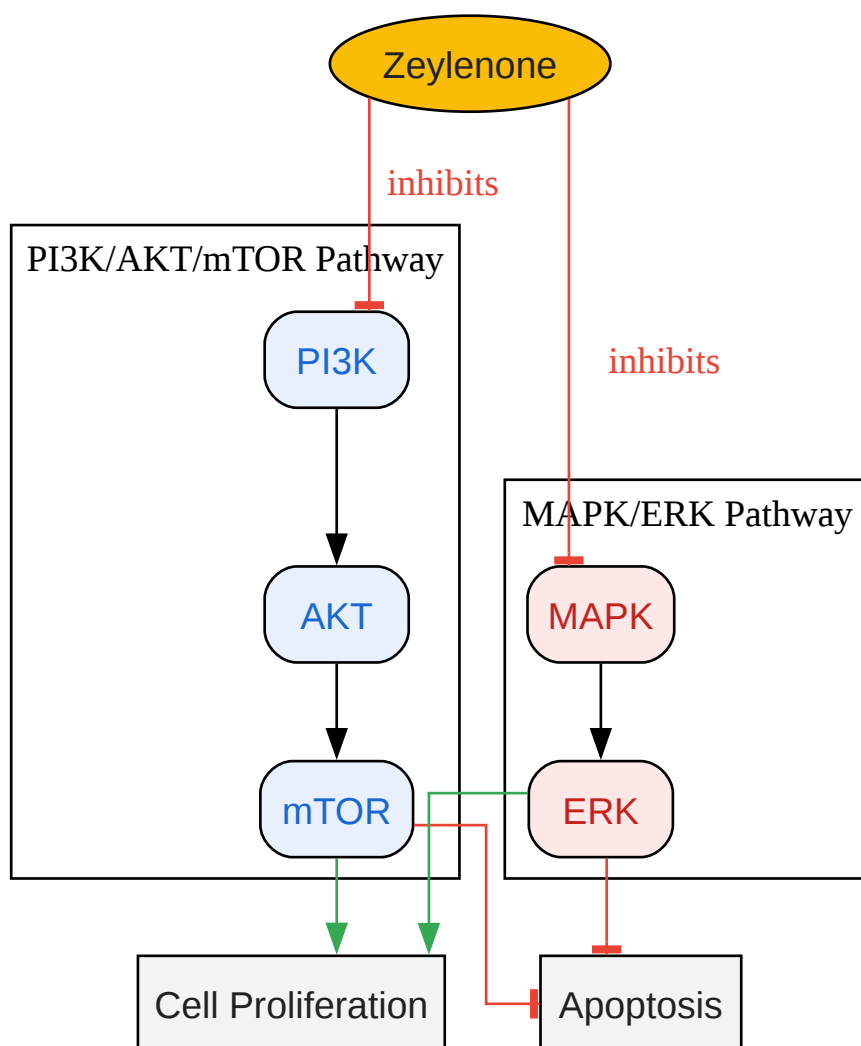 Zeylenone
inhibits
PI3K/AKT/mTOR Pathway
PI3K
inhibits
MAPK/ERK Pathway
AKT
MAPK
mTOR
ERK
Cell Proliferation
Apoptosis